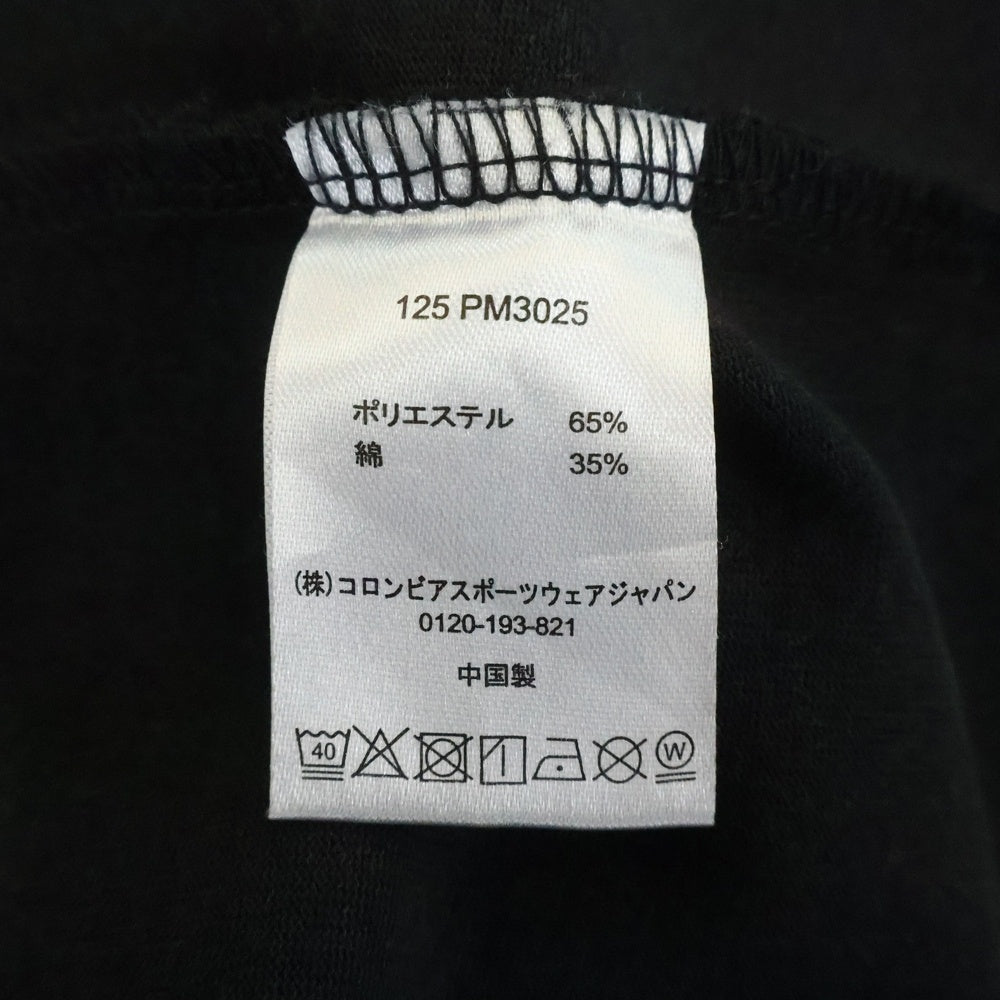 125 PM3025
ポリエステル 65%
綿 35%
(株)コロンビアスポーツウェアジャパン
0120-193-821
中国製
40 W